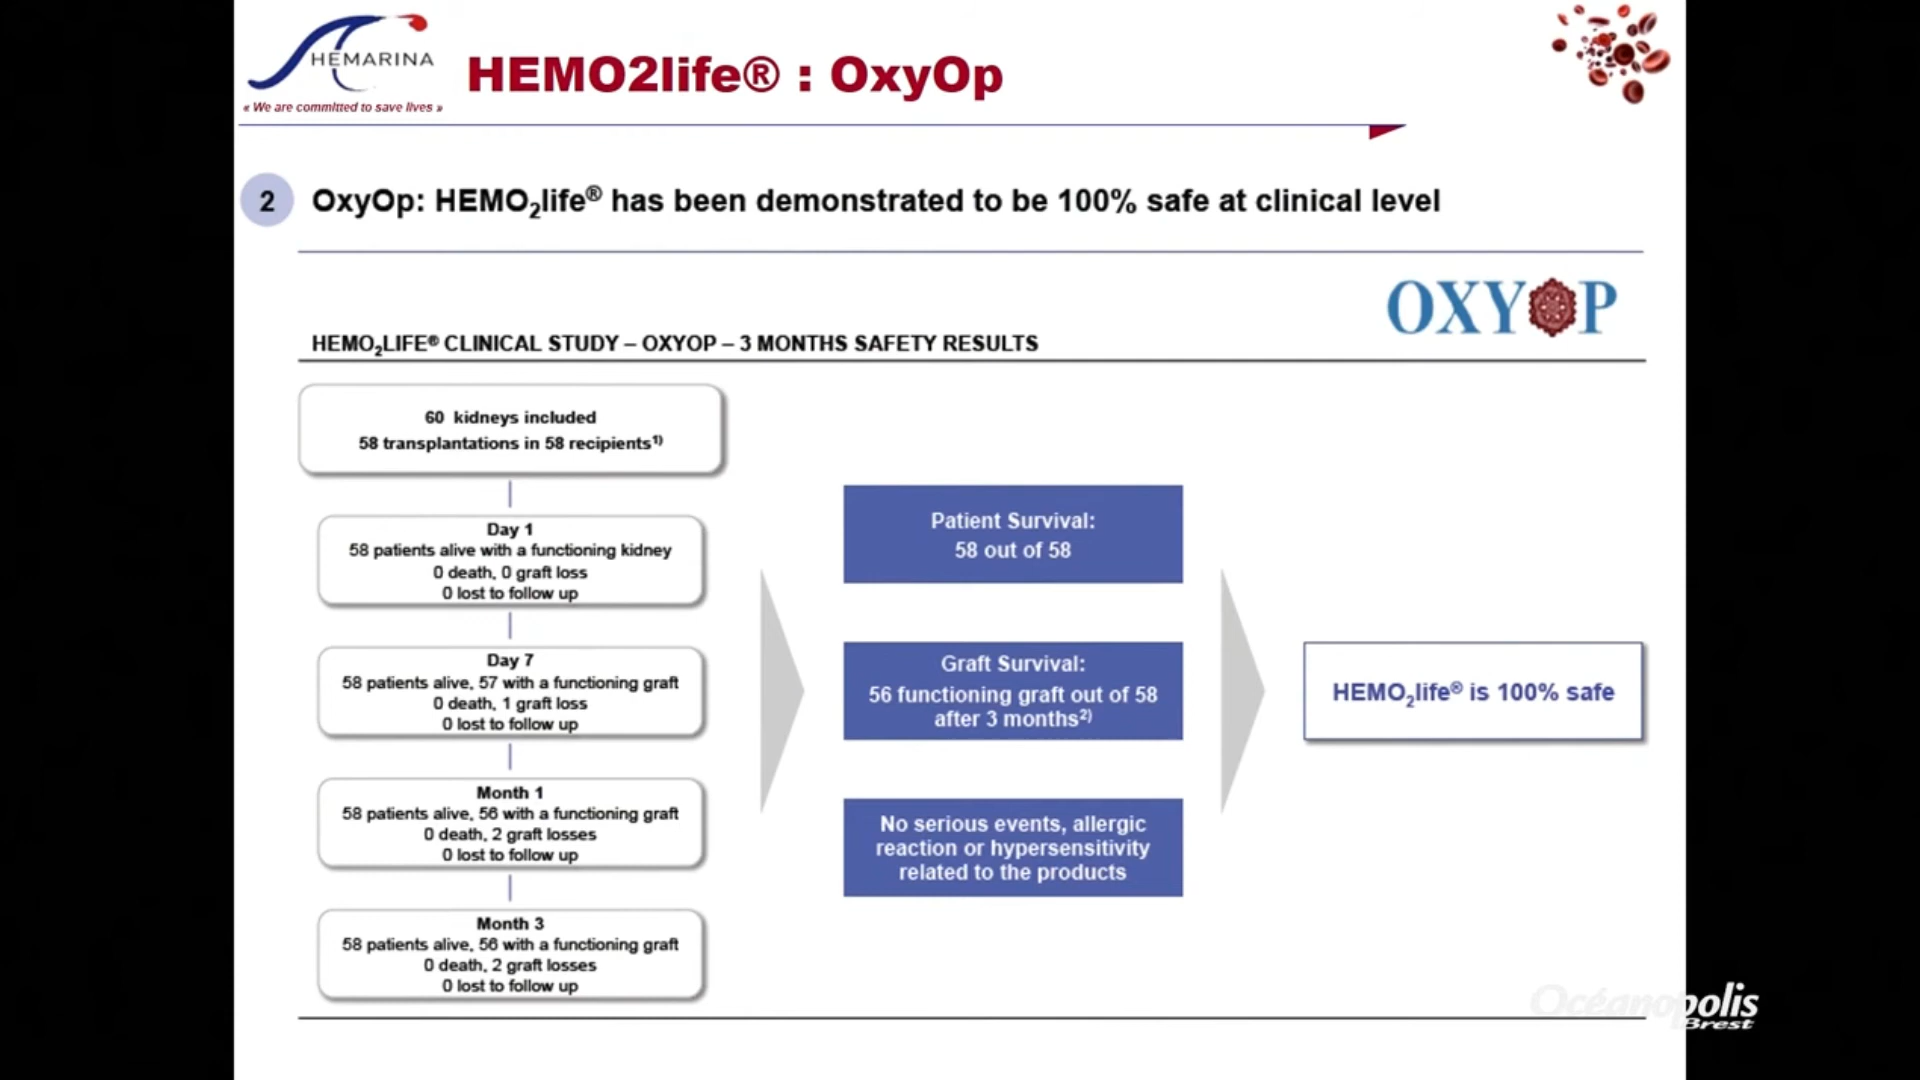 HEMARINA
« We are committed to save lives »
HEMO2life® : OxyOp
2
OxyOp: HEMO₂life® has been demonstrated to be 100% safe at clinical level
OXYOP
HEMO₂LIFE® CLINICAL STUDY – OXYOP – 3 MONTHS SAFETY RESULTS
60 kidneys included
58 transplantations in 58 recipients¹⁾
Day 1
58 patients alive with a functioning kidney
0 death, 0 graft loss
0 lost to follow up
Day 7
58 patients alive, 57 with a functioning graft
0 death, 1 graft loss
0 lost to follow up
Month 1
58 patients alive, 56 with a functioning graft
0 death, 2 graft losses
0 lost to follow up
Month 3
58 patients alive, 56 with a functioning graft
0 death, 2 graft losses
0 lost to follow up
Patient Survival:
58 out of 58
Graft Survival:
56 functioning graft out of 58
after 3 months²⁾
No serious events, allergic
reaction or hypersensitivity
related to the products
HEMO₂life® is 100% safe
Océanopolis
Brest